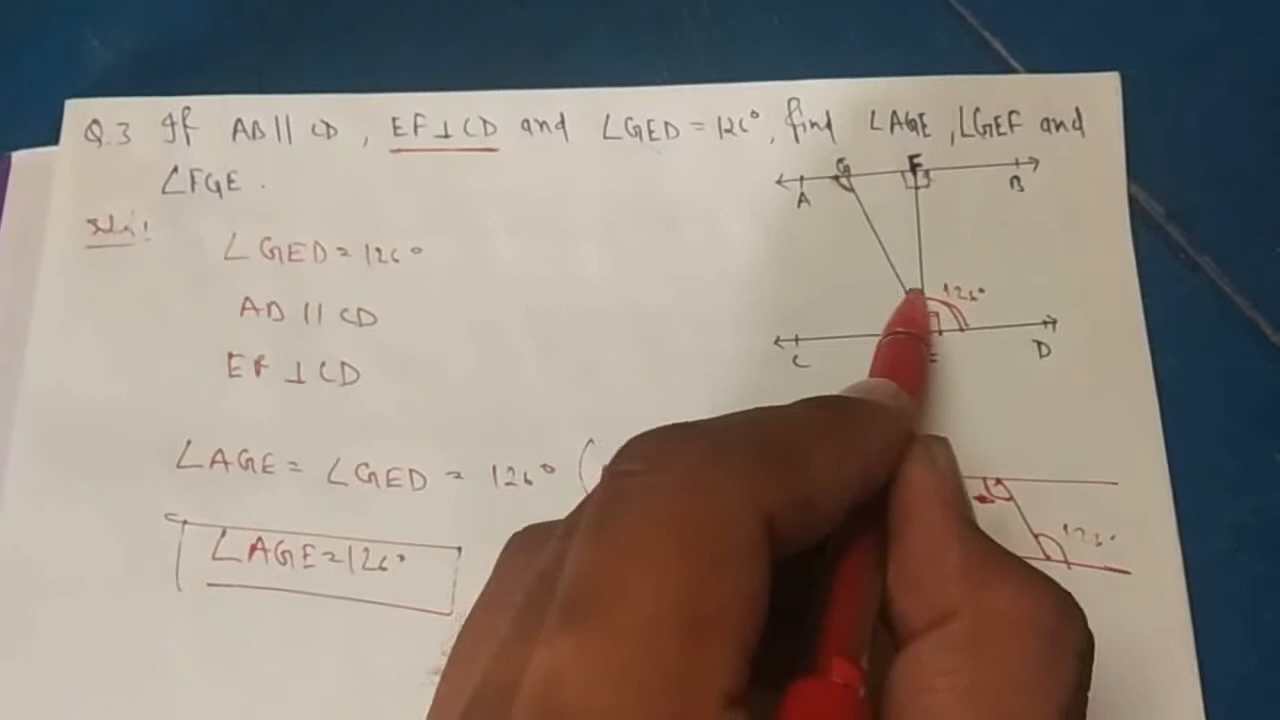 Q.3 If AB || CD , EF ⊥ CD and ∠GED = 126°, find ∠AGE , ∠GEF and
∠FGE .
Soln:
∠GED = 126°
AB || CD
EF ⊥ CD
∠AGE = ∠GED = 126° (
∠AGE = 126°
G F
A B
126°
C E D
126°